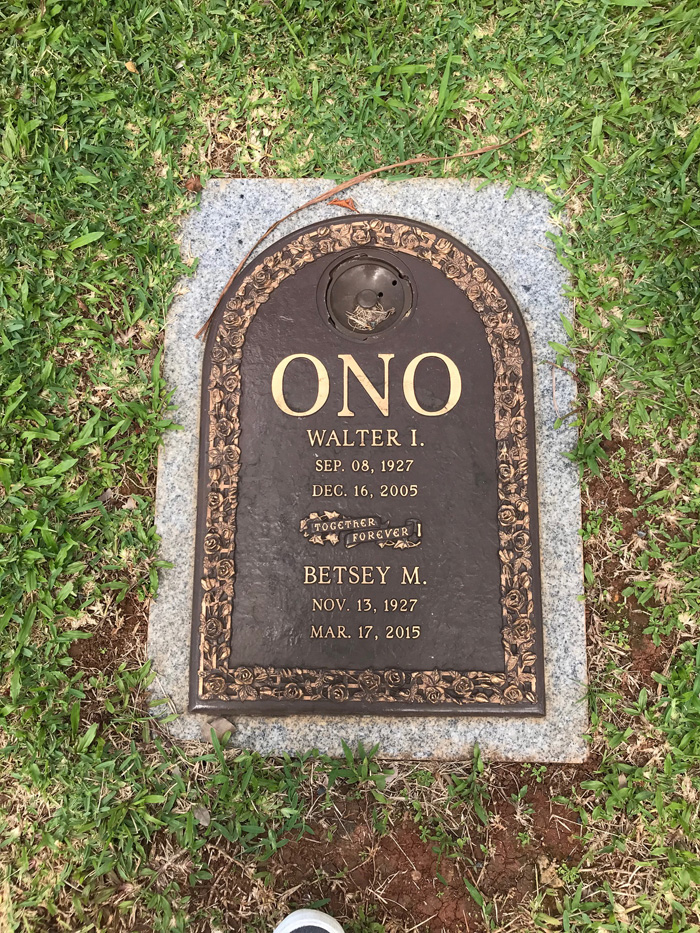 ONO
WALTER I.
SEP. 08, 1927
DEC. 16, 2005
TOGETHER
FOREVER
BETSEY M.
NOV. 13, 1927
MAR. 17, 2015